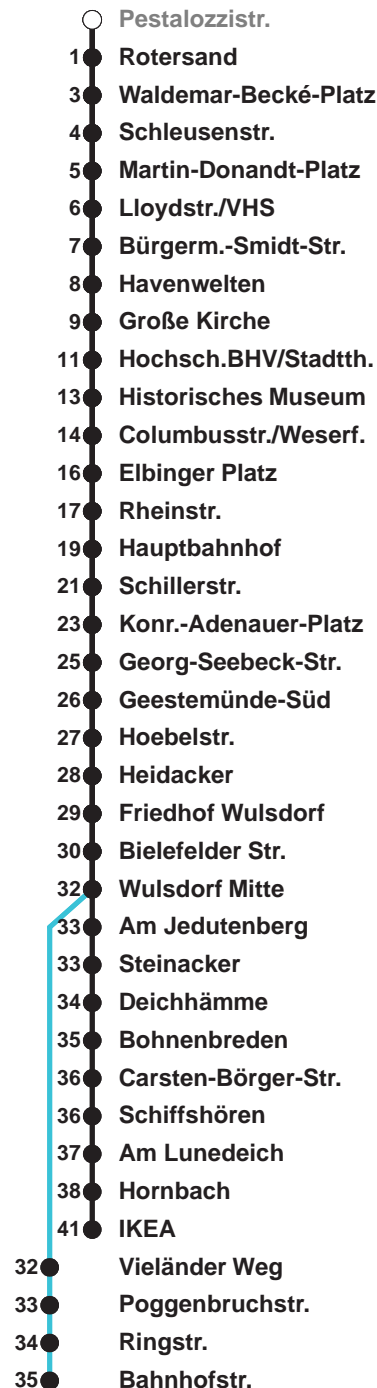 Pestalozzistr.
1 Rotersand
3 Waldemar-Becké-Platz
4 Schleusenstr.
5 Martin-Donandt-Platz
6 Lloydstr./VHS
7 Bürgerm.-Smidt-Str.
8 Havenwelten
9 Große Kirche
11 Hochsch.BHV/Stadtth.
13 Historisches Museum
14 Columbusstr./Weserf.
16 Elbinger Platz
17 Rheinstr.
19 Hauptbahnhof
21 Schillerstr.
23 Konr.-Adenauer-Platz
25 Georg-Seebeck-Str.
26 Geestemünde-Süd
27 Hoebelstr.
28 Heidacker
29 Friedhof Wulsdorf
30 Bielefelder Str.
32 Wulsdorf Mitte
33 Am Jedutenberg
33 Steinacker
34 Deichhämme
35 Bohnenbreden
36 Carsten-Börger-Str.
36 Schiffshören
37 Am Lunedeich
38 Hornbach
41 IKEA
32 Vieländer Weg
33 Poggenbruchstr.
34 Ringstr.
35 Bahnhofstr.